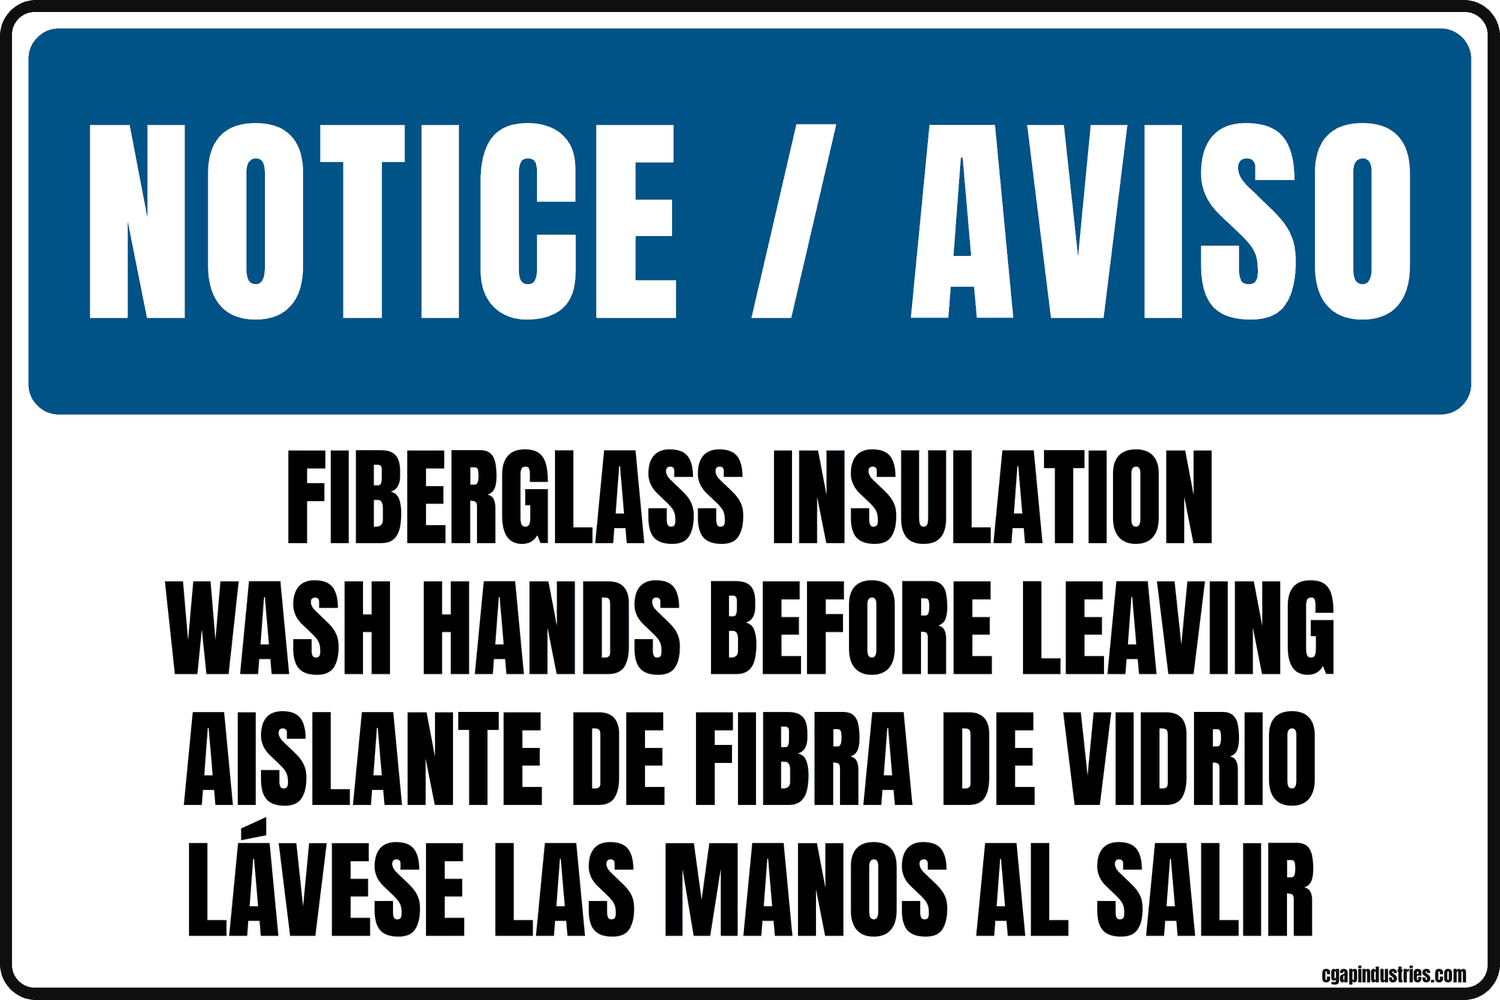 NOTICE / AVISO
FIBERGLASS INSULATION
WASH HANDS BEFORE LEAVING
AISLANTE DE FIBRA DE VIDRIO
LÁVESE LAS MANOS AL SALIR
cgapindustries.com